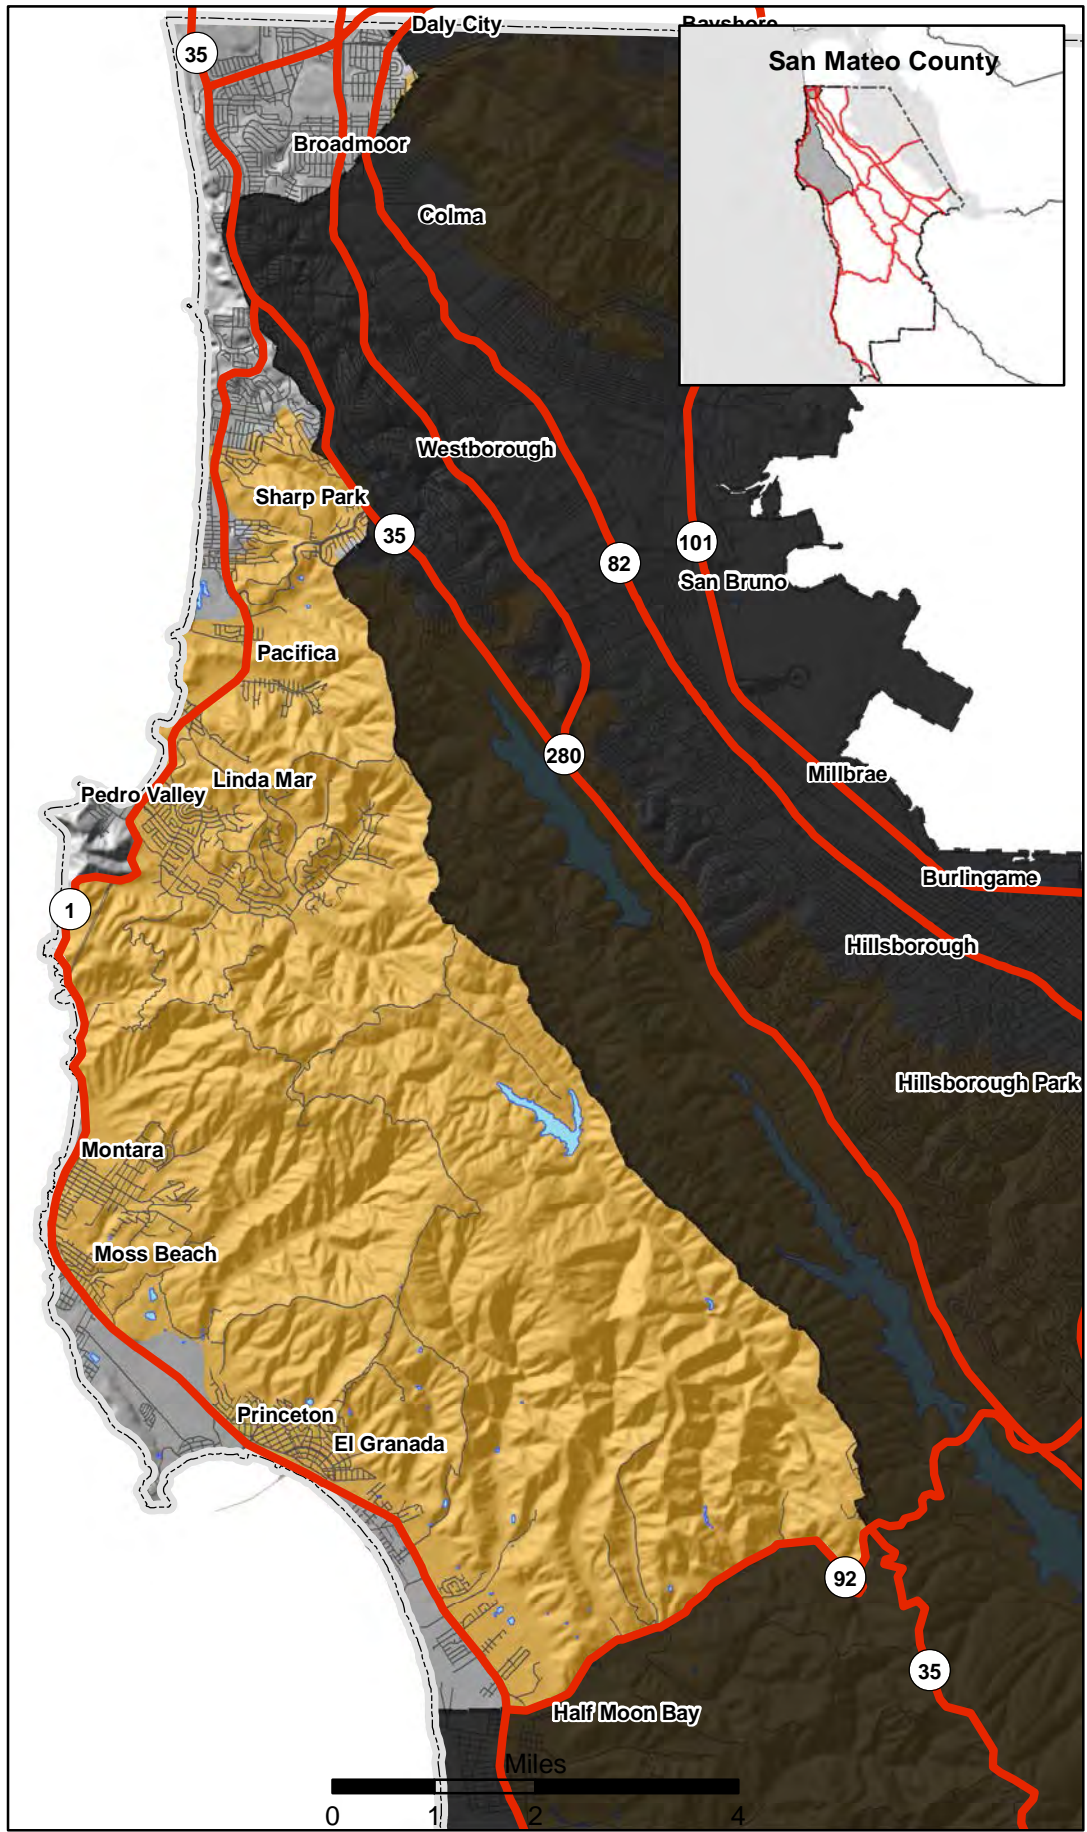 Daly City
Bayshore
35
San Mateo County
Broadmoor
Colma
Westborough
Sharp Park
35
101
82
San Bruno
Pacifica
280
Millbrae
Linda Mar
Pedro Valley
Burlingame
1
Hillsborough
Hillsborough Park
Montara
Moss Beach
Princeton
El Granada
92
35
Half Moon Bay
Miles
0 1 2 4